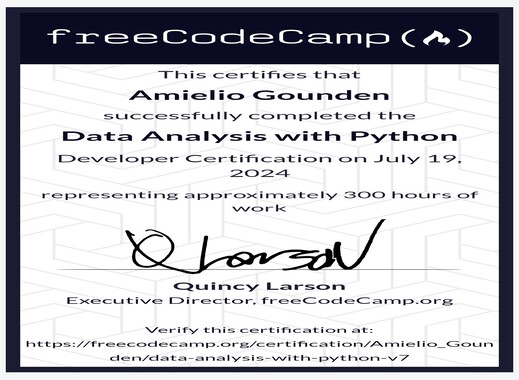 freeCodeCamp(🔥)
This certifies that
Amielio Gounden
successfully completed the
Data Analysis with Python
Developer Certification on July 19,
2024
representing approximately 300 hours of
work
Q Larson
Quincy Larson
Executive Director, freeCodeCamp.org
Verify this certification at:
https://freecodecamp.org/certification/Amielio_Goun
den/data-analysis-with-python-v7